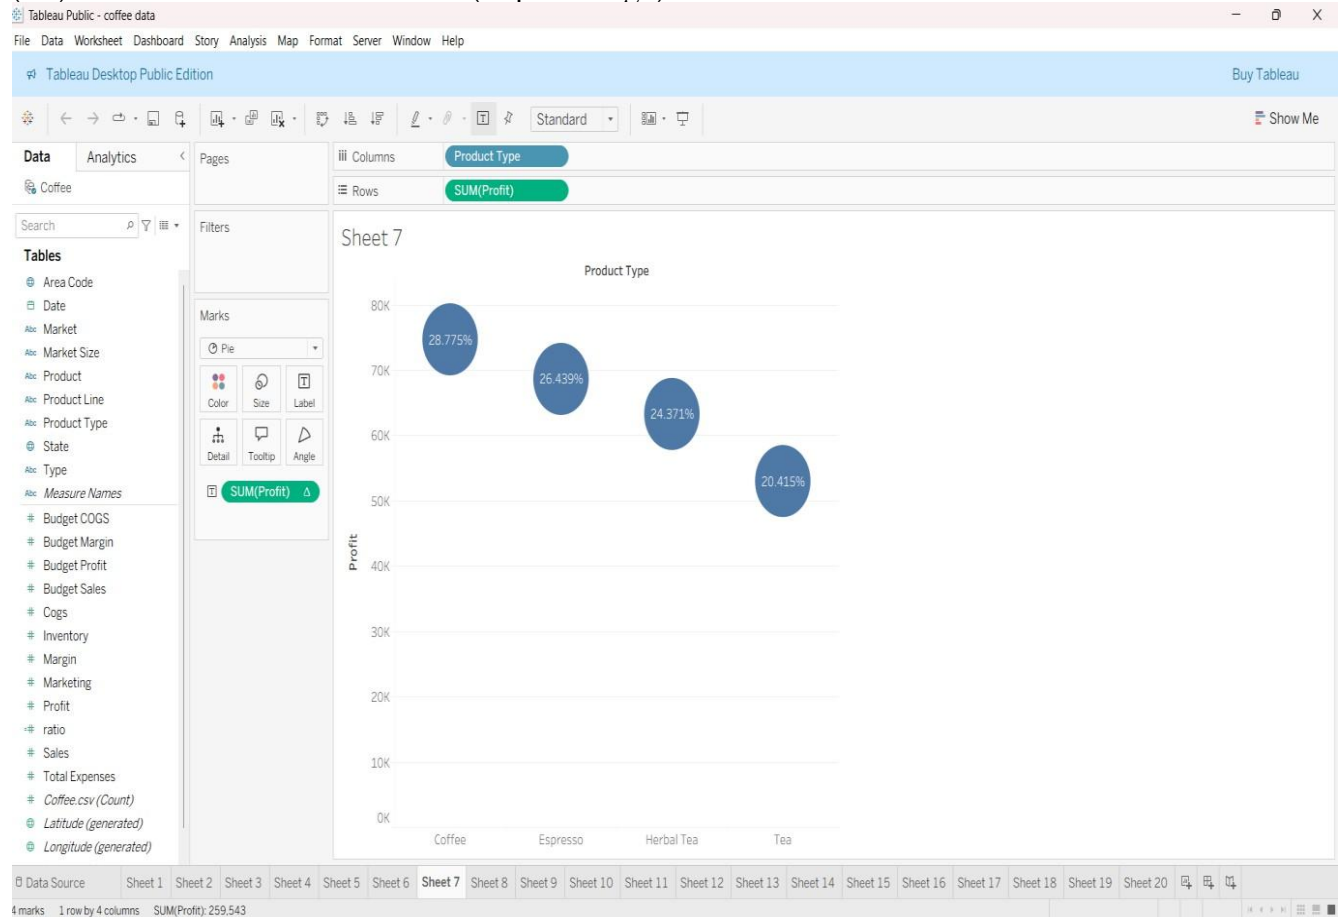 Tableau Public - coffee data
File Data Worksheet Dashboard Story Analysis Map Format Server Window Help
Tableau Desktop Public Edition
Buy Tableau
Standard
Show Me
Data Analytics
Pages
Columns
Product Type
Coffee
Rows
SUM(Profit)
Search
Filters
Sheet 7
Tables
Product Type
Area Code
Date
Abc Market
Abc Market Size
Abc Product
Abc Product Line
Abc Product Type
State
Abc Type
Abc Measure Names
# Budget COGS
# Budget Margin
# Budget Profit
# Budget Sales
# Cogs
# Inventory
# Margin
# Marketing
# Profit
=# ratio
# Sales
# Total Expenses
# Coffee.csv (Count)
Latitude (generated)
Longitude (generated)
Marks
Pie
Color Size Label
Detail Tooltip Angle
SUM(Profit) Δ
80K
70K
60K
50K
40K
30K
20K
10K
0K
Profit
28.775%
26.439%
24.371%
20.415%
Coffee Espresso Herbal Tea Tea
Data Source Sheet 1 Sheet 2 Sheet 3 Sheet 4 Sheet 5 Sheet 6 Sheet 7 Sheet 8 Sheet 9 Sheet 10 Sheet 11 Sheet 12 Sheet 13 Sheet 14 Sheet 15 Sheet 16 Sheet 17 Sheet 18 Sheet 19 Sheet 20
4 marks 1 row by 4 columns SUM(Profit): 259,543